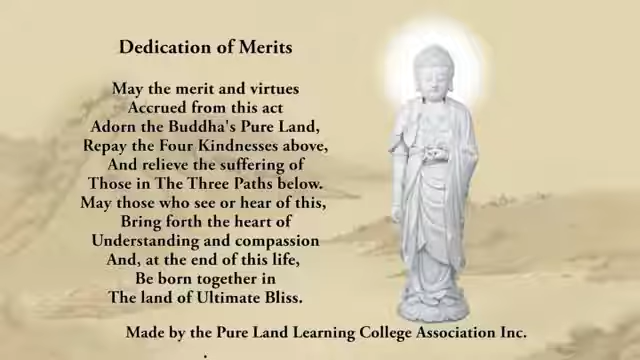 Dedication of Merits
May the merit and virtues
Accrued from this act
Adorn the Buddha's Pure Land,
Repay the Four Kindnesses above,
And relieve the suffering of
Those in The Three Paths below.
May those who see or hear of this,
Bring forth the heart of
Understanding and compassion
And, at the end of this life,
Be born together in
The land of Ultimate Bliss.
Made by the Pure Land Learning College Association Inc.
.